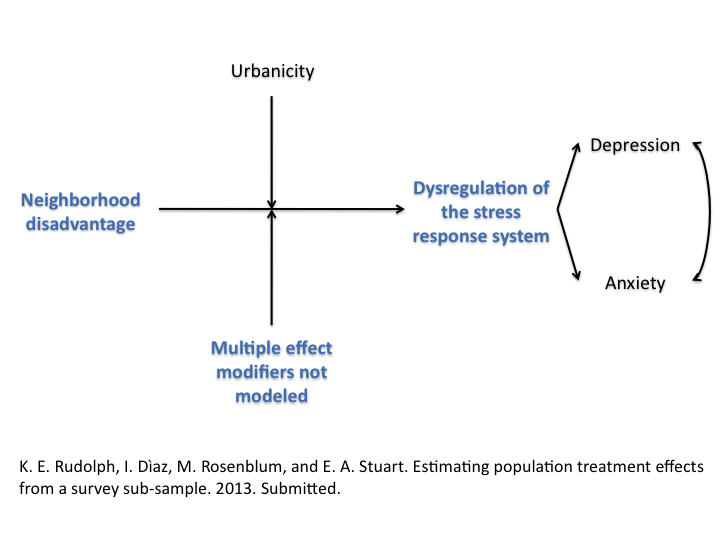 Urbanicity
Depression
Neighborhood
disadvantage
Dysregulation of
the stress
response system
Anxiety
Multiple effect
modifiers not
modeled
K. E. Rudolph, I. Dìaz, M. Rosenblum, and E. A. Stuart. Estimating population treatment effects
from a survey sub-sample. 2013. Submitted.